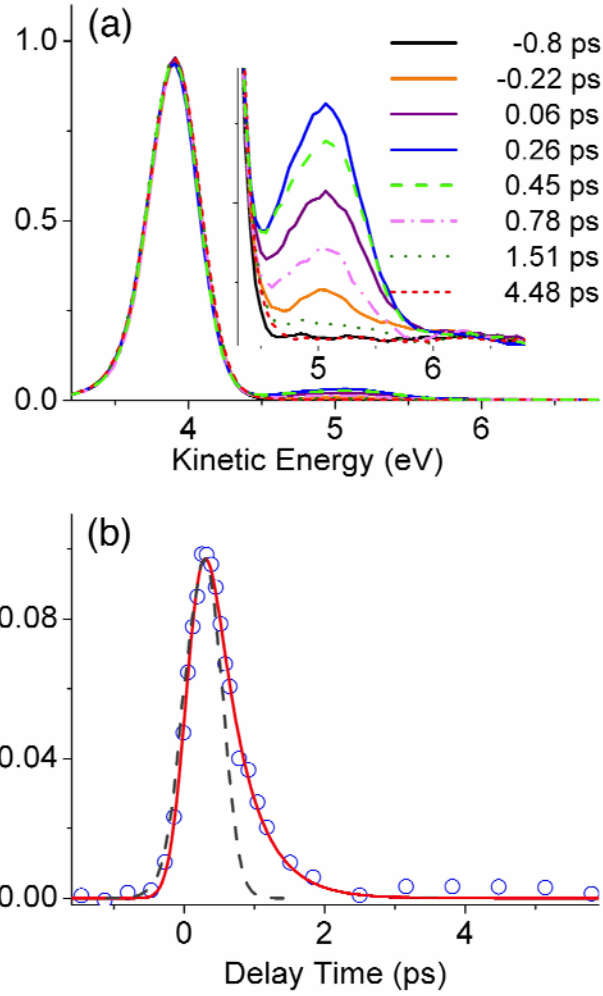 (a)
1.0
0.5
0.0
-0.8 ps
-0.22 ps
0.06 ps
0.26 ps
0.45 ps
0.78 ps
1.51 ps
4.48 ps
5 6
4 5 6
Kinetic Energy (eV)
(b)
0.08
0.04
0.00
0 2 4
Delay Time (ps)